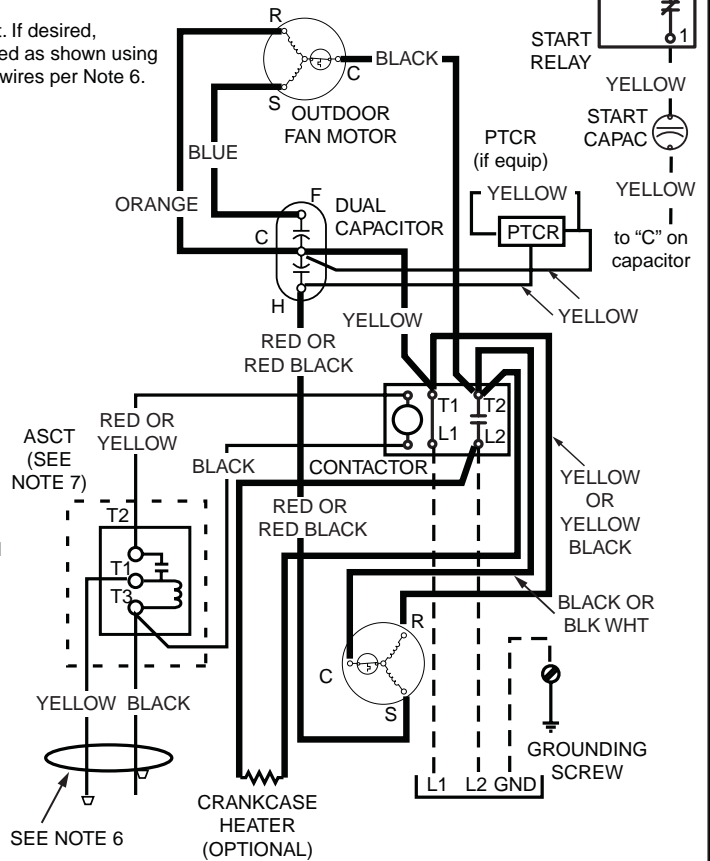 t. If desired,
ed as shown using
wires per Note 6.
R
C
BLACK
S
OUTDOOR
FAN MOTOR
START
RELAY
1
YELLOW
START
CAPAC
YELLOW
to “C” on
capacitor
PTCR
(if equip)
YELLOW
PTCR
YELLOW
BLUE
ORANGE
F
DUAL
CAPACITOR
C
H
YELLOW
RED OR
RED BLACK
T1
T2
L1
L2
CONTACTOR
RED OR
YELLOW
ASCT
(SEE
NOTE 7)
BLACK
RED OR
RED BLACK
YELLOW
OR
YELLOW
BLACK
T2
T1
T3
BLACK OR
BLK WHT
R
C
S
YELLOW
BLACK
GROUNDING
SCREW
L1
L2
GND
CRANKCASE
HEATER
(OPTIONAL)
SEE NOTE 6